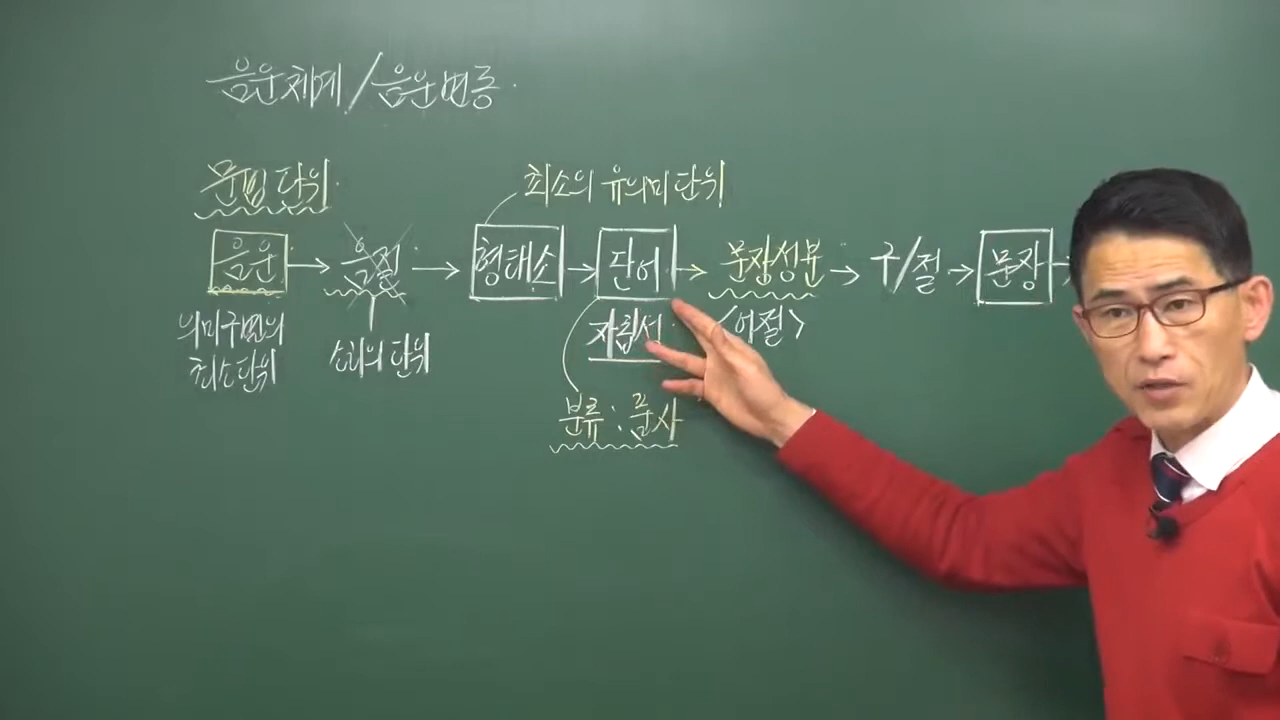 음운체계/음운변동.
문법 단위.
최소의 유의미 단위
음운 → 음절 → 형태소 → 단어 → 문장성분 → 구/절 → 문장 →
의미구별의 최소단위
소리의 단위
자립성
<어절>
분류 : 품사